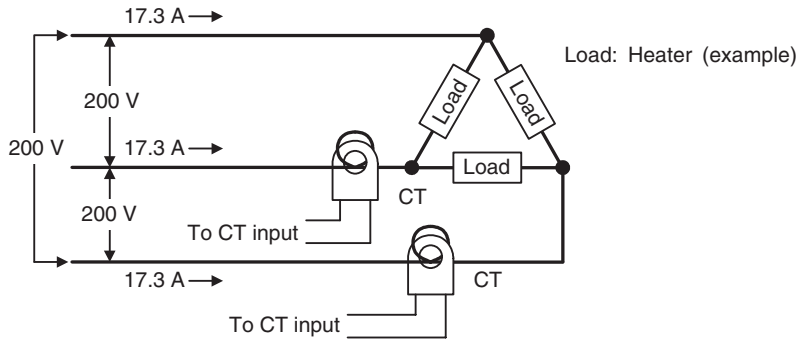 17.3 A
Load: Heater (example)
Load
Load
200 V
200 V
17.3 A
Load
CT
200 V
To CT input
17.3 A
CT
To CT input